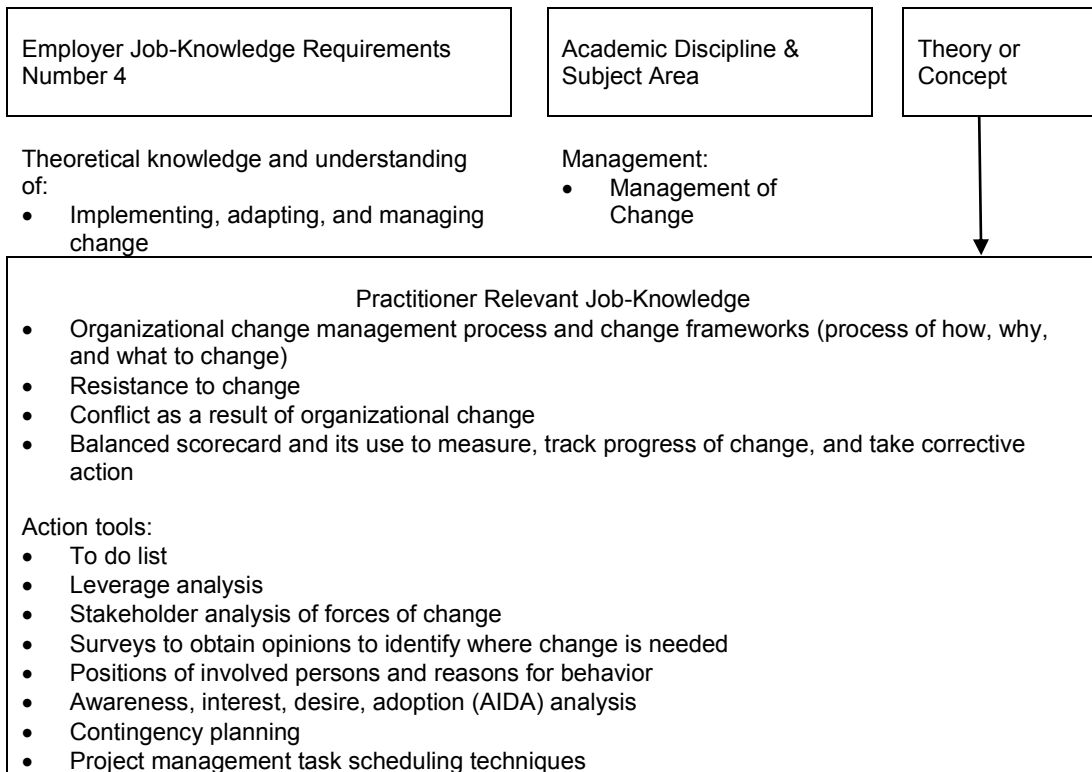 Employer Job-Knowledge Requirements
Number 4
Academic Discipline &
Subject Area
Theory or
Concept
Theoretical knowledge and understanding
of:
• Implementing, adapting, and managing
change
Management:
• Management of
Change
Practitioner Relevant Job-Knowledge
• Organizational change management process and change frameworks (process of how, why,
and what to change)
• Resistance to change
• Conflict as a result of organizational change
• Balanced scorecard and its use to measure, track progress of change, and take corrective
action
Action tools:
• To do list
• Leverage analysis
• Stakeholder analysis of forces of change
• Surveys to obtain opinions to identify where change is needed
• Positions of involved persons and reasons for behavior
• Awareness, interest, desire, adoption (AIDA) analysis
• Contingency planning
• Project management task scheduling techniques